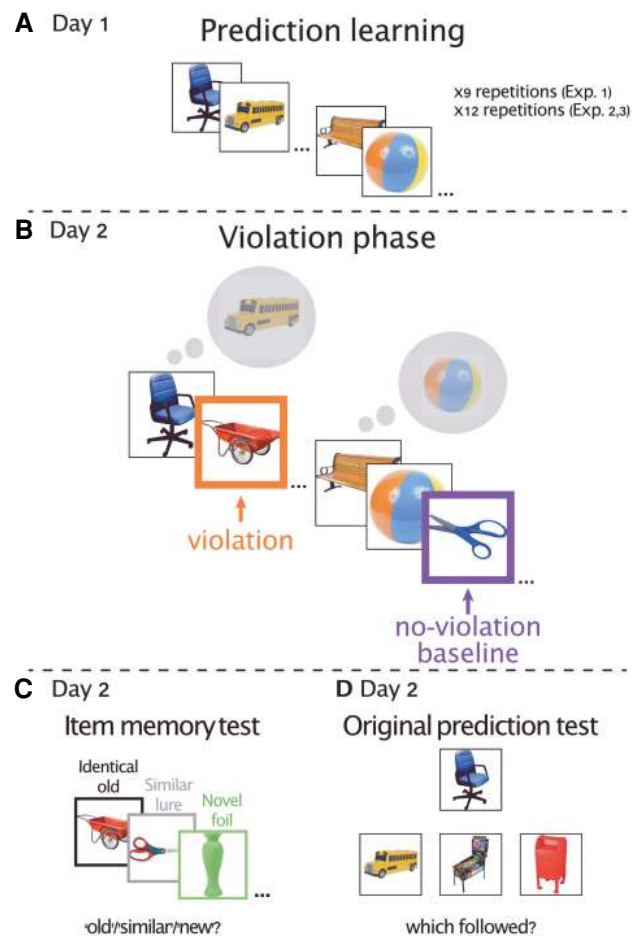 A Day 1
Prediction learning
x9 repetitions (Exp. 1)
x12 repetitions (Exp. 2,3)
...
...
B Day 2
Violation phase
...
violation
...
no-violation
baseline
C Day 2
Item memory test
Identical
old
Similar
lure
Novel
foil
...
'old'/'similar'/'new'?
D Day 2
Original prediction test
which followed?